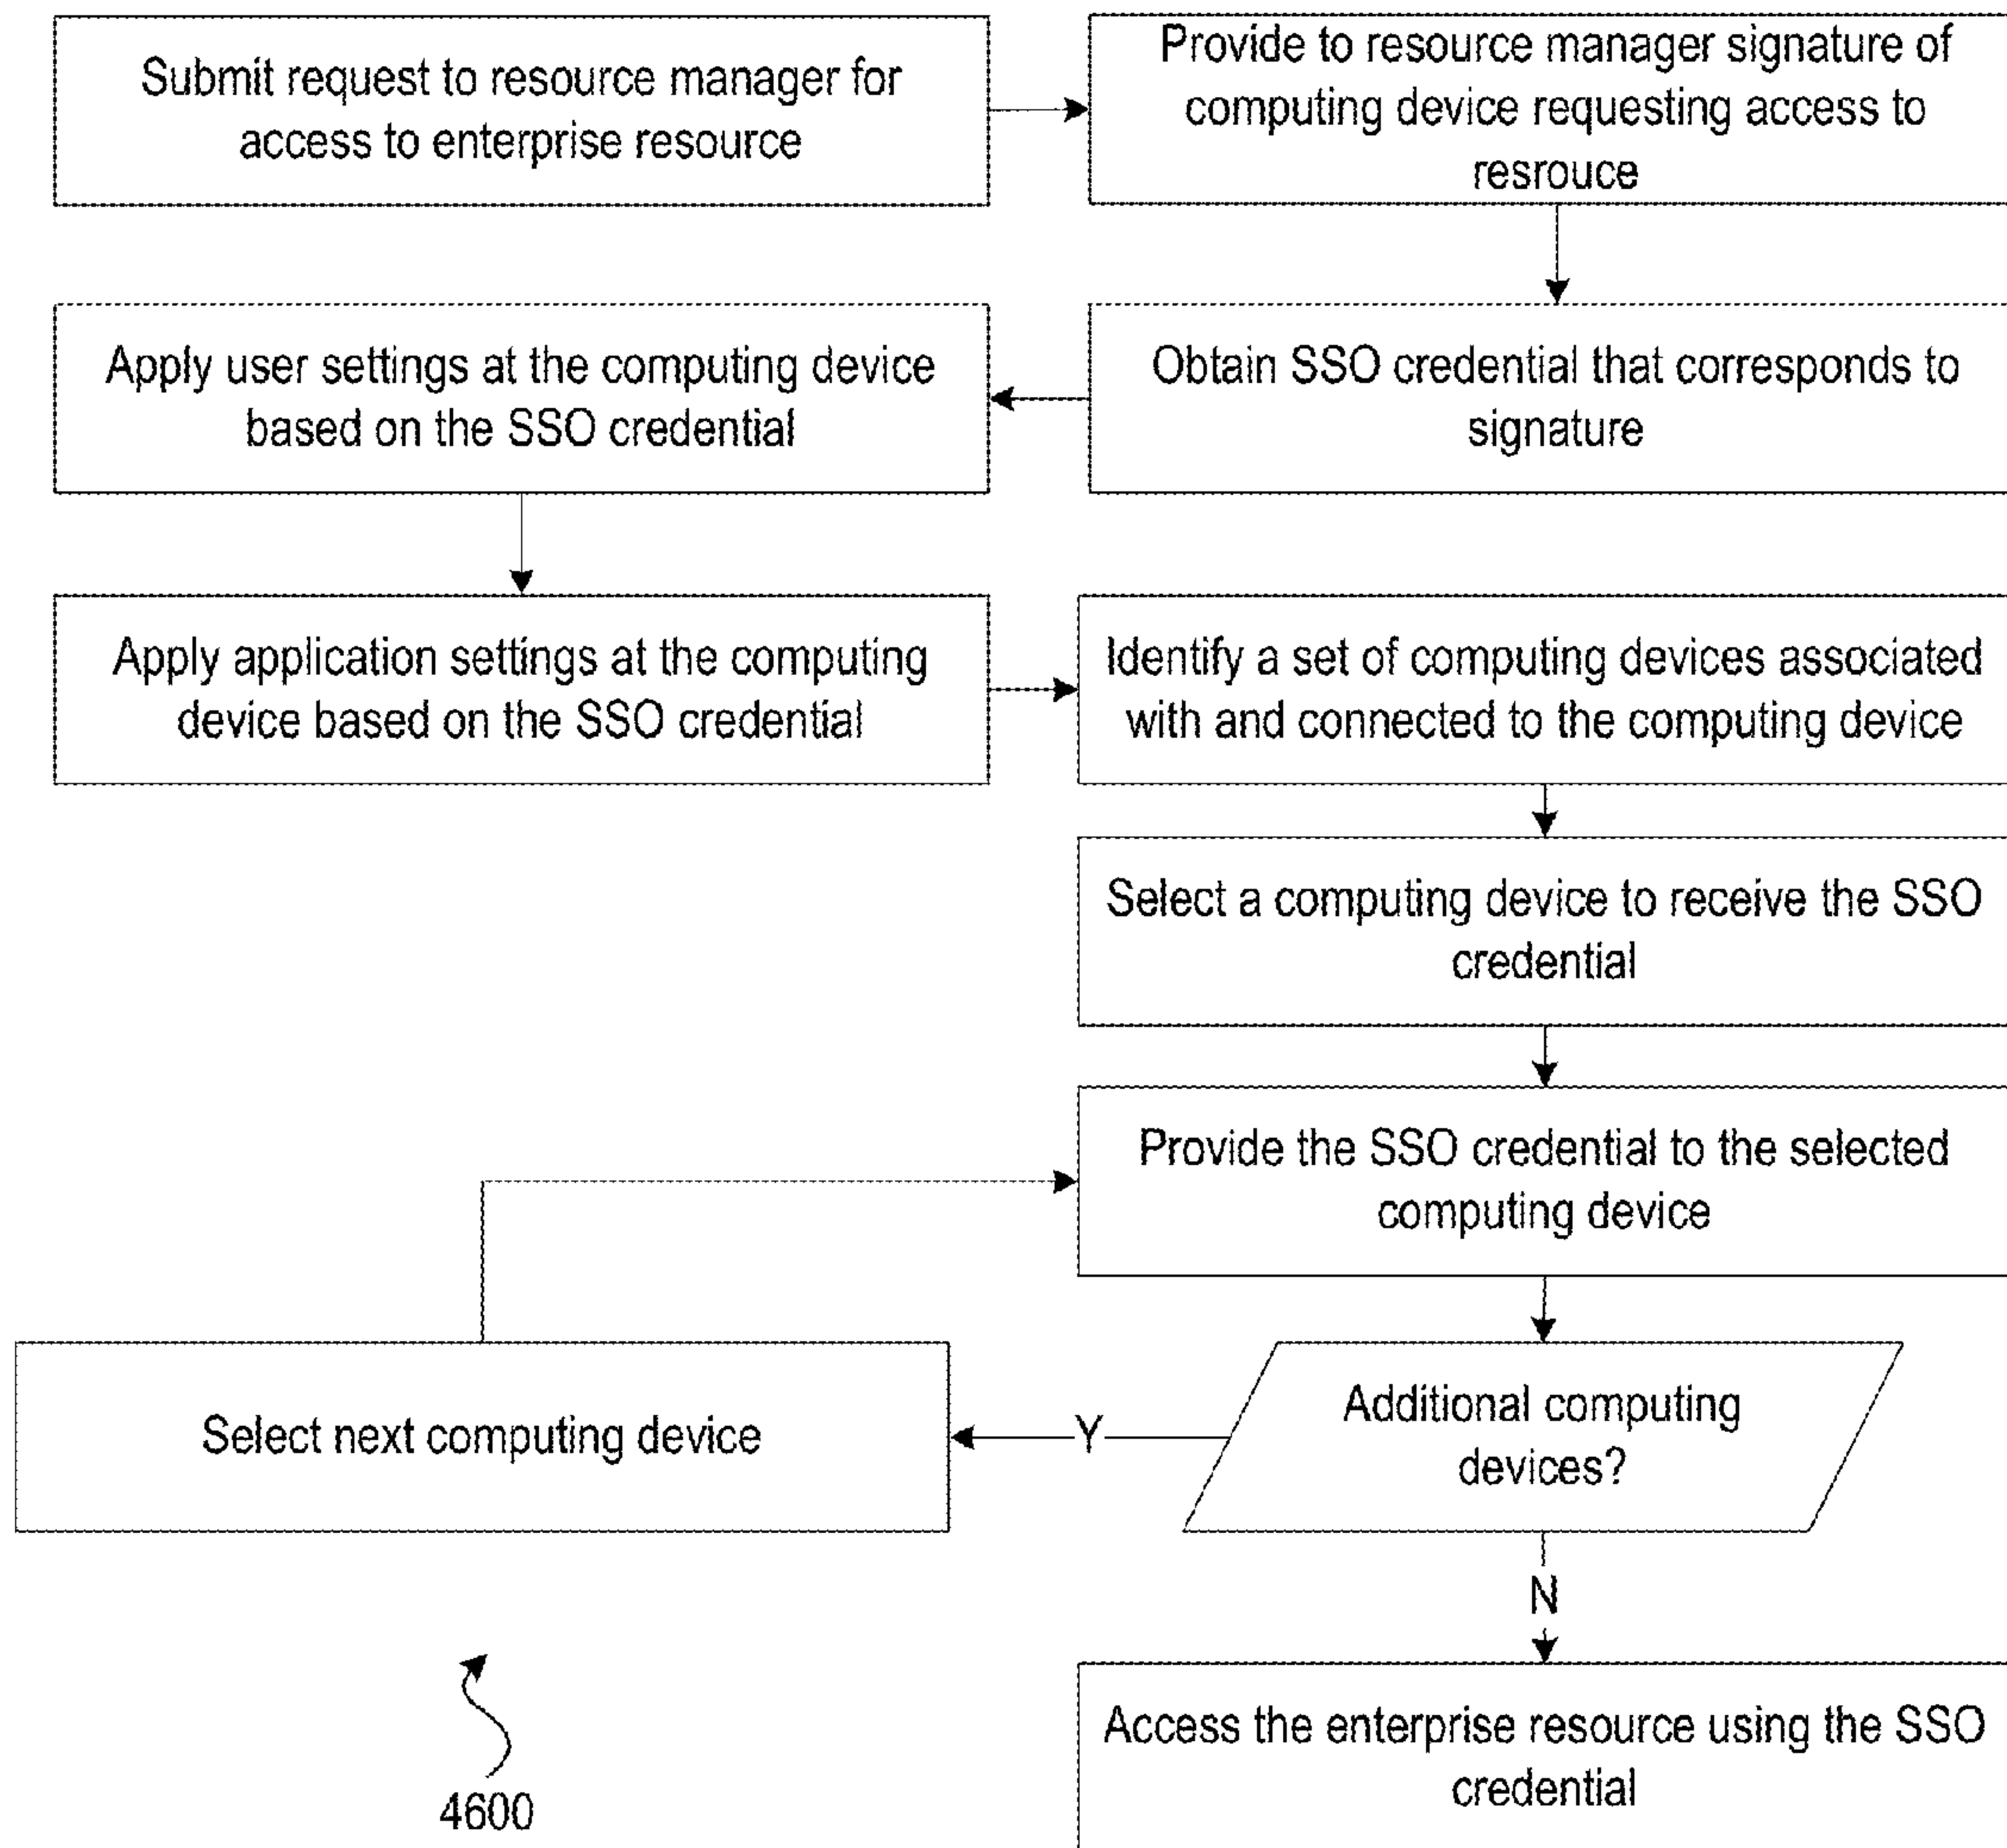 Submit request to resource manager for
access to enterprise resource
Provide to resource manager signature of
computing device requesting access to
resrouce
Apply user settings at the computing device
based on the SSO credential
Obtain SSO credential that corresponds to
signature
Apply application settings at the computing
device based on the SSO credential
Identify a set of computing devices associated
with and connected to the computing device
Select a computing device to receive the SSO
credential
Provide the SSO credential to the selected
computing device
Select next computing device
Y
Additional computing
devices?
N
Access the enterprise resource using the SSO
credential
4600